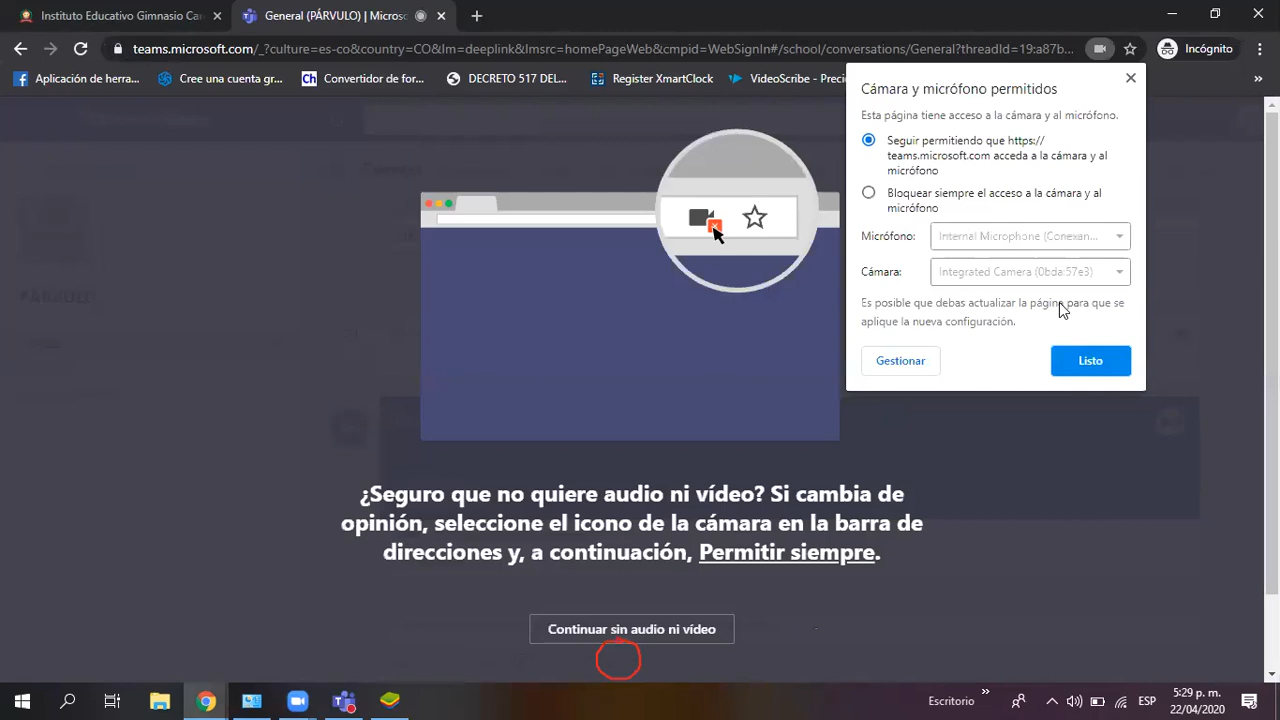 Instituto Educativo Gimnasio Car
General (PÁRVULO) | Micros
teams.microsoft.com/_?culture=es-co&country=CO&lm=deeplink&lmsrc=homePageWeb&cmpid=WebSignIn#/school/conversations/General?threadId=19:a87b...
Incógnito
Aplicación de herra...
Cree una cuenta gr...
Ch Convertidor de for...
DECRETO 517 DEL...
Register XmartClock
VideoScribe - Precio
»
Cámara y micrófono permitidos
Esta página tiene acceso a la cámara y al micrófono.
Seguir permitiendo que https://
teams.microsoft.com acceda a la cámara y al
micrófono
Bloquear siempre el acceso a la cámara y al
micrófono
Micrófono: Internal Microphone (Conexan...
Cámara: Integrated Camera (0bda:57e3)
Es posible que debas actualizar la página para que se
aplique la nueva configuración.
Gestionar
Listo
PÁRVUL
¿Seguro que no quiere audio ni vídeo? Si cambia de
opinión, seleccione el icono de la cámara en la barra de
direcciones y, a continuación, Permitir siempre.
Continuar sin audio ni vídeo
Escritorio
»
ESP
5:29 p. m.
22/04/2020